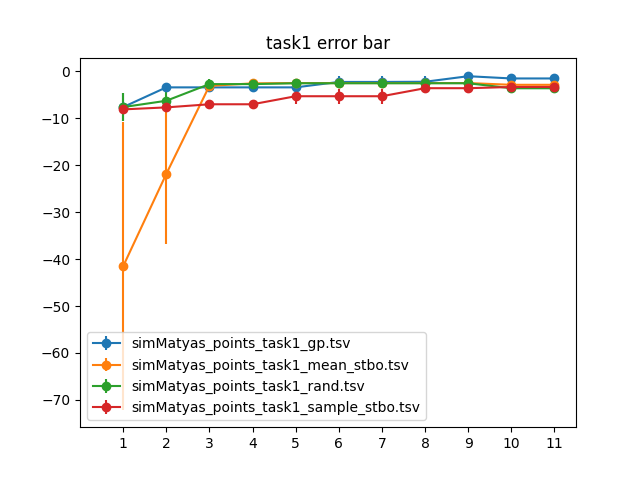 task1 error bar
0
−10
−20
−30
−40
−50
−60
−70
simMatyas_points_task1_gp.tsv
simMatyas_points_task1_mean_stbo.tsv
simMatyas_points_task1_rand.tsv
simMatyas_points_task1_sample_stbo.tsv
1 2 3 4 5 6 7 8 9 10 11